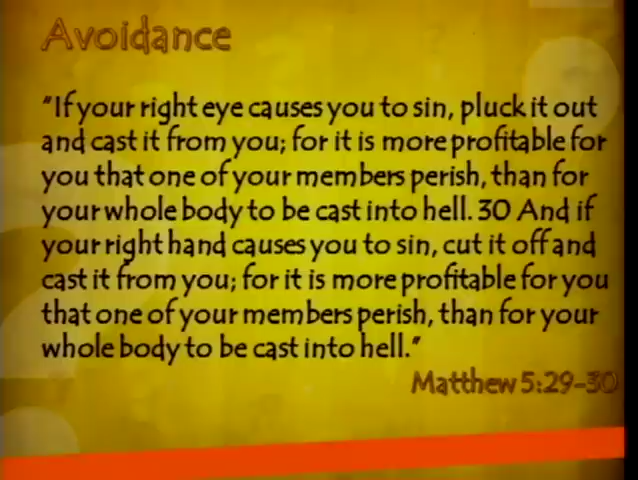 Avoidance
"If your right eye causes you to sin, pluck it out
and cast it from you; for it is more profitable for
you that one of your members perish, than for
your whole body to be cast into hell. 30 And if
your right hand causes you to sin, cut it off and
cast it from you; for it is more profitable for you
that one of your members perish, than for your
whole body to be cast into hell."
Matthew 5:29-30